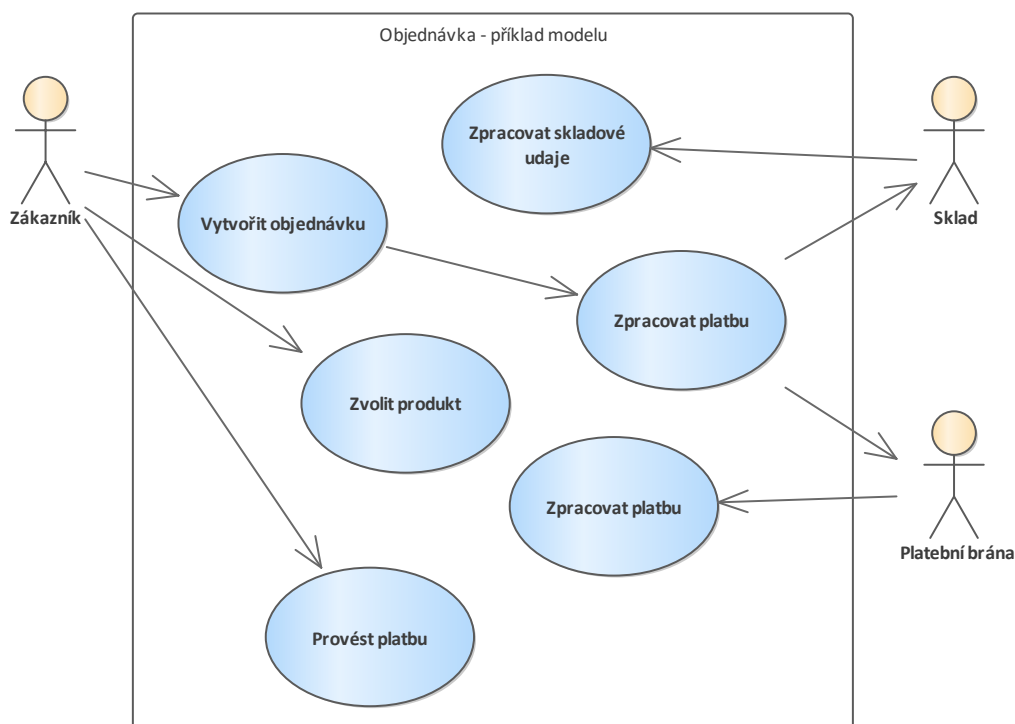 Objednávka - příklad modelu
Zpracovat skladové
udaje
Zákazník
Vytvořit objednávku
Sklad
Zpracovat platbu
Zvolit produkt
Zpracovat platbu
Platební brána
Provést platbu